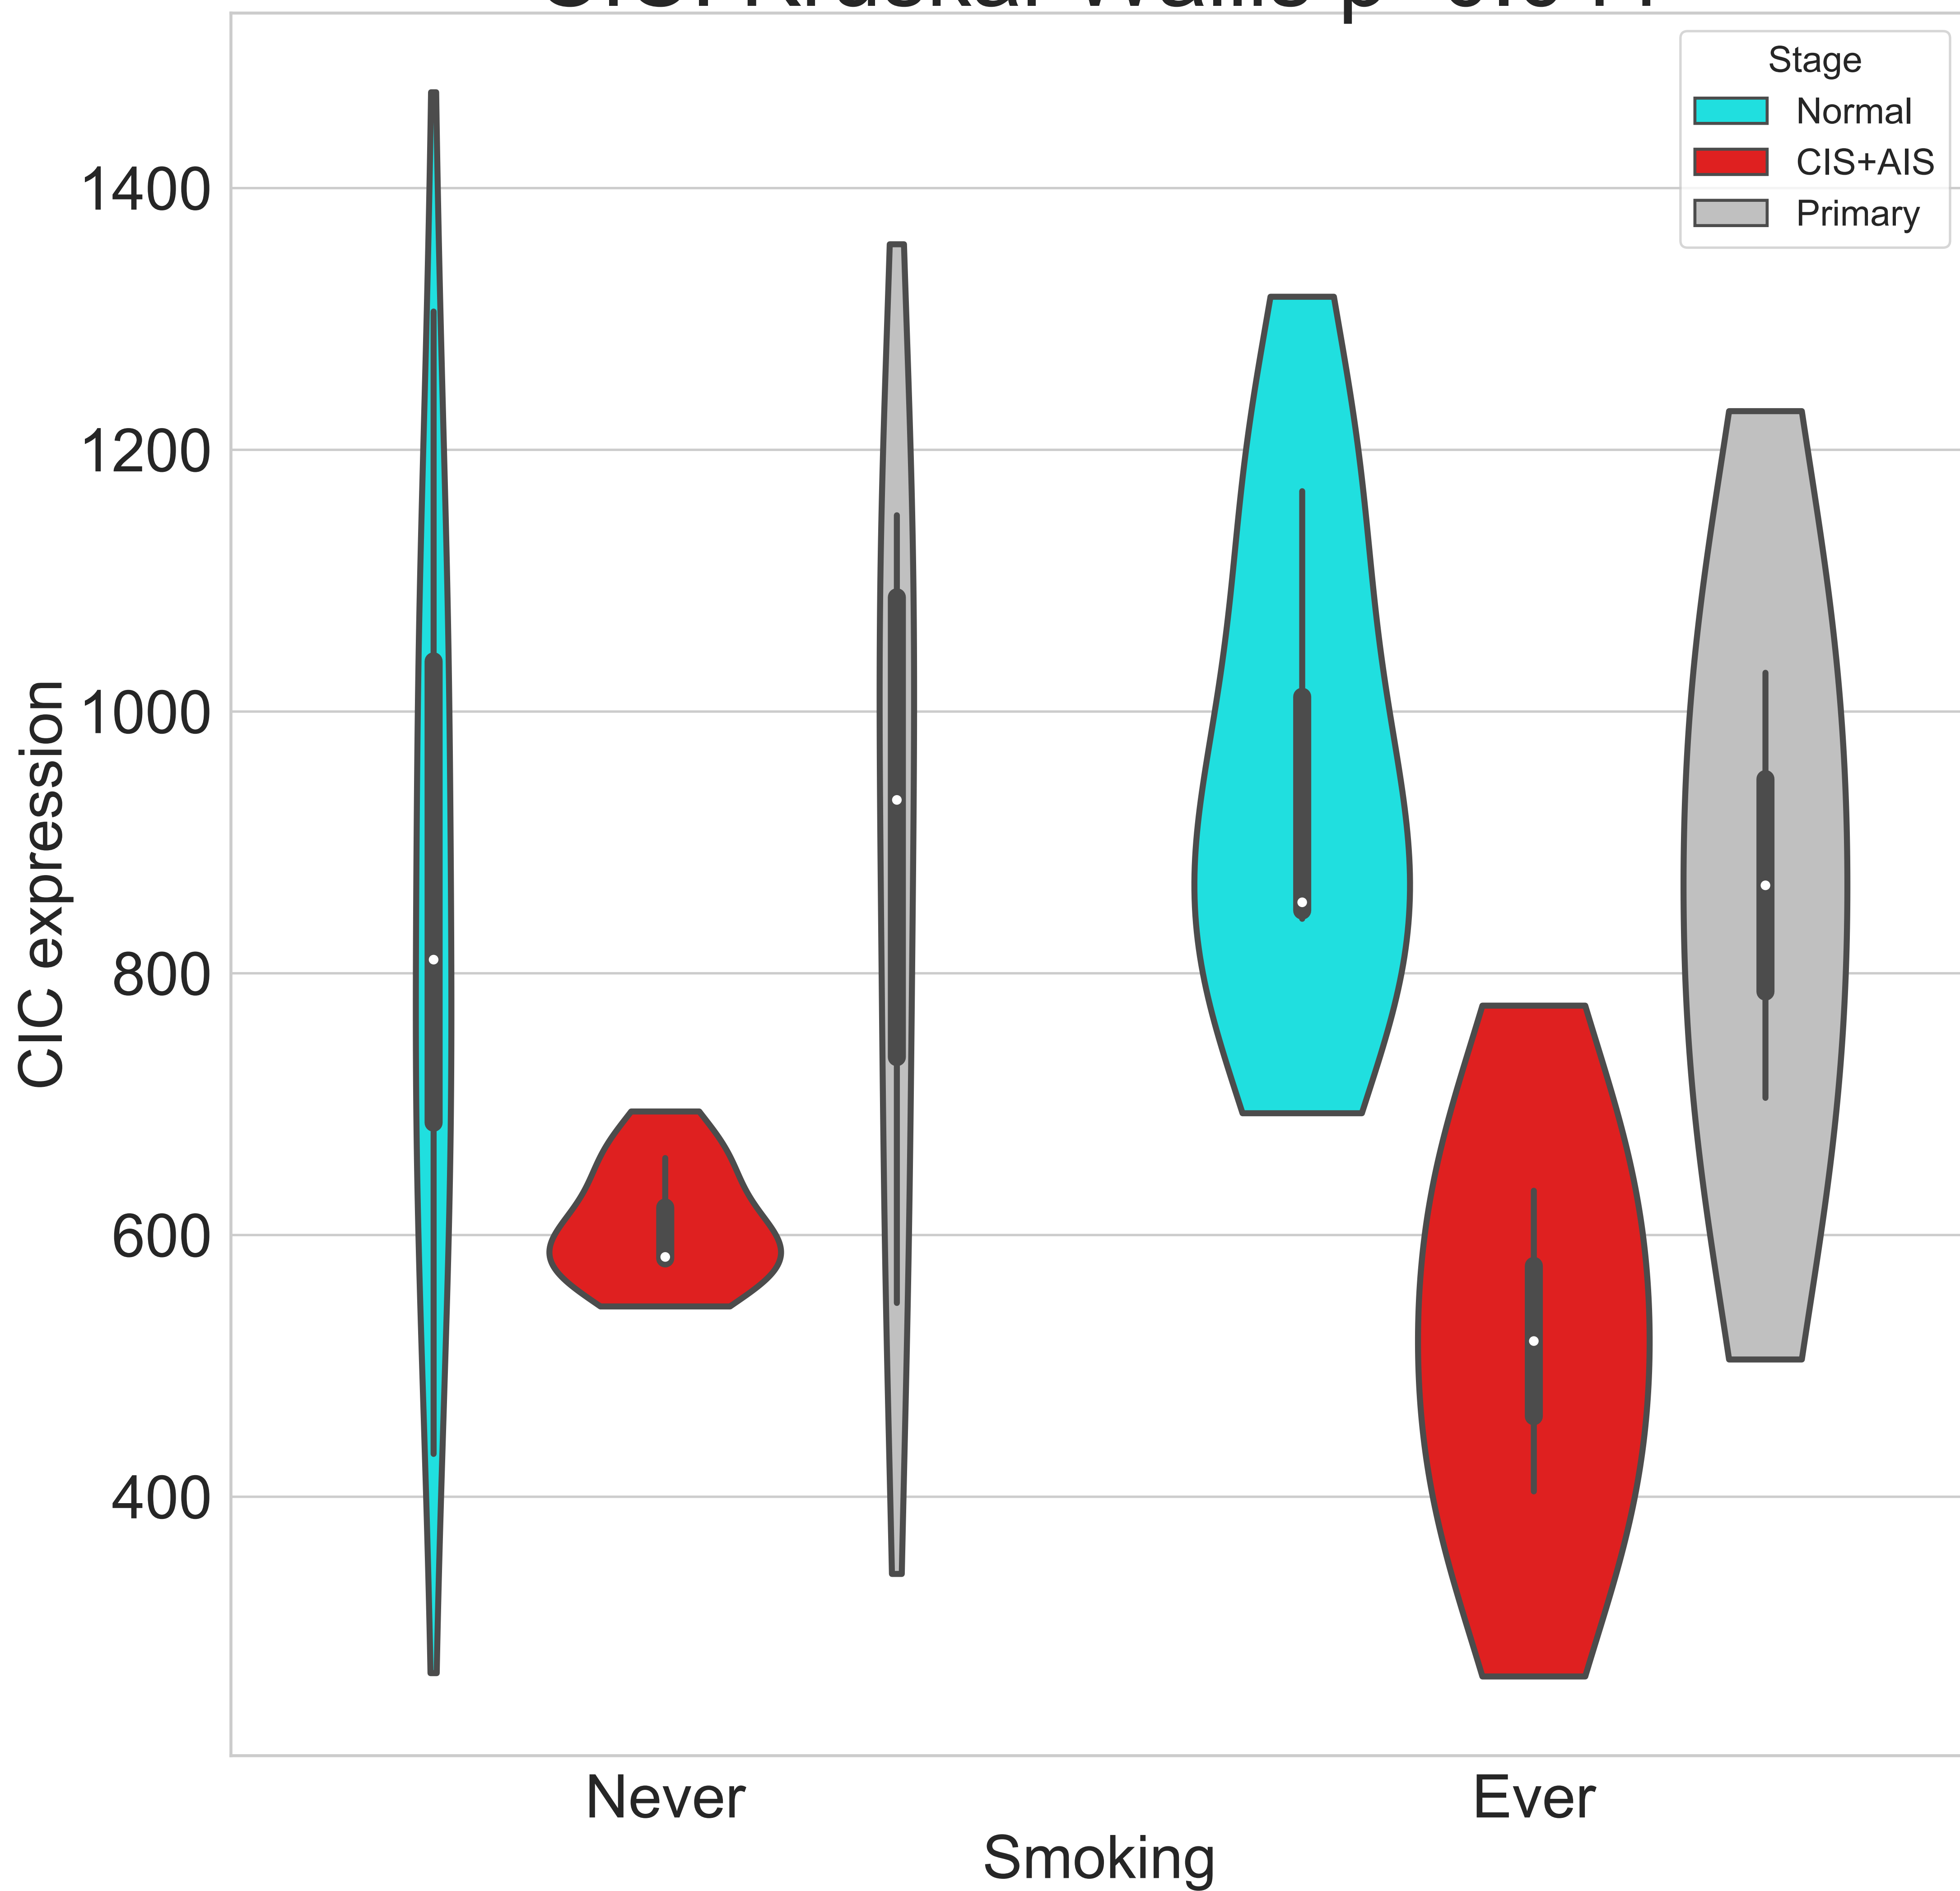 Stage
Normal
CIS+AIS
Primary
1400
1200
1000
800
600
400
CIC expression
Never
Ever
Smoking